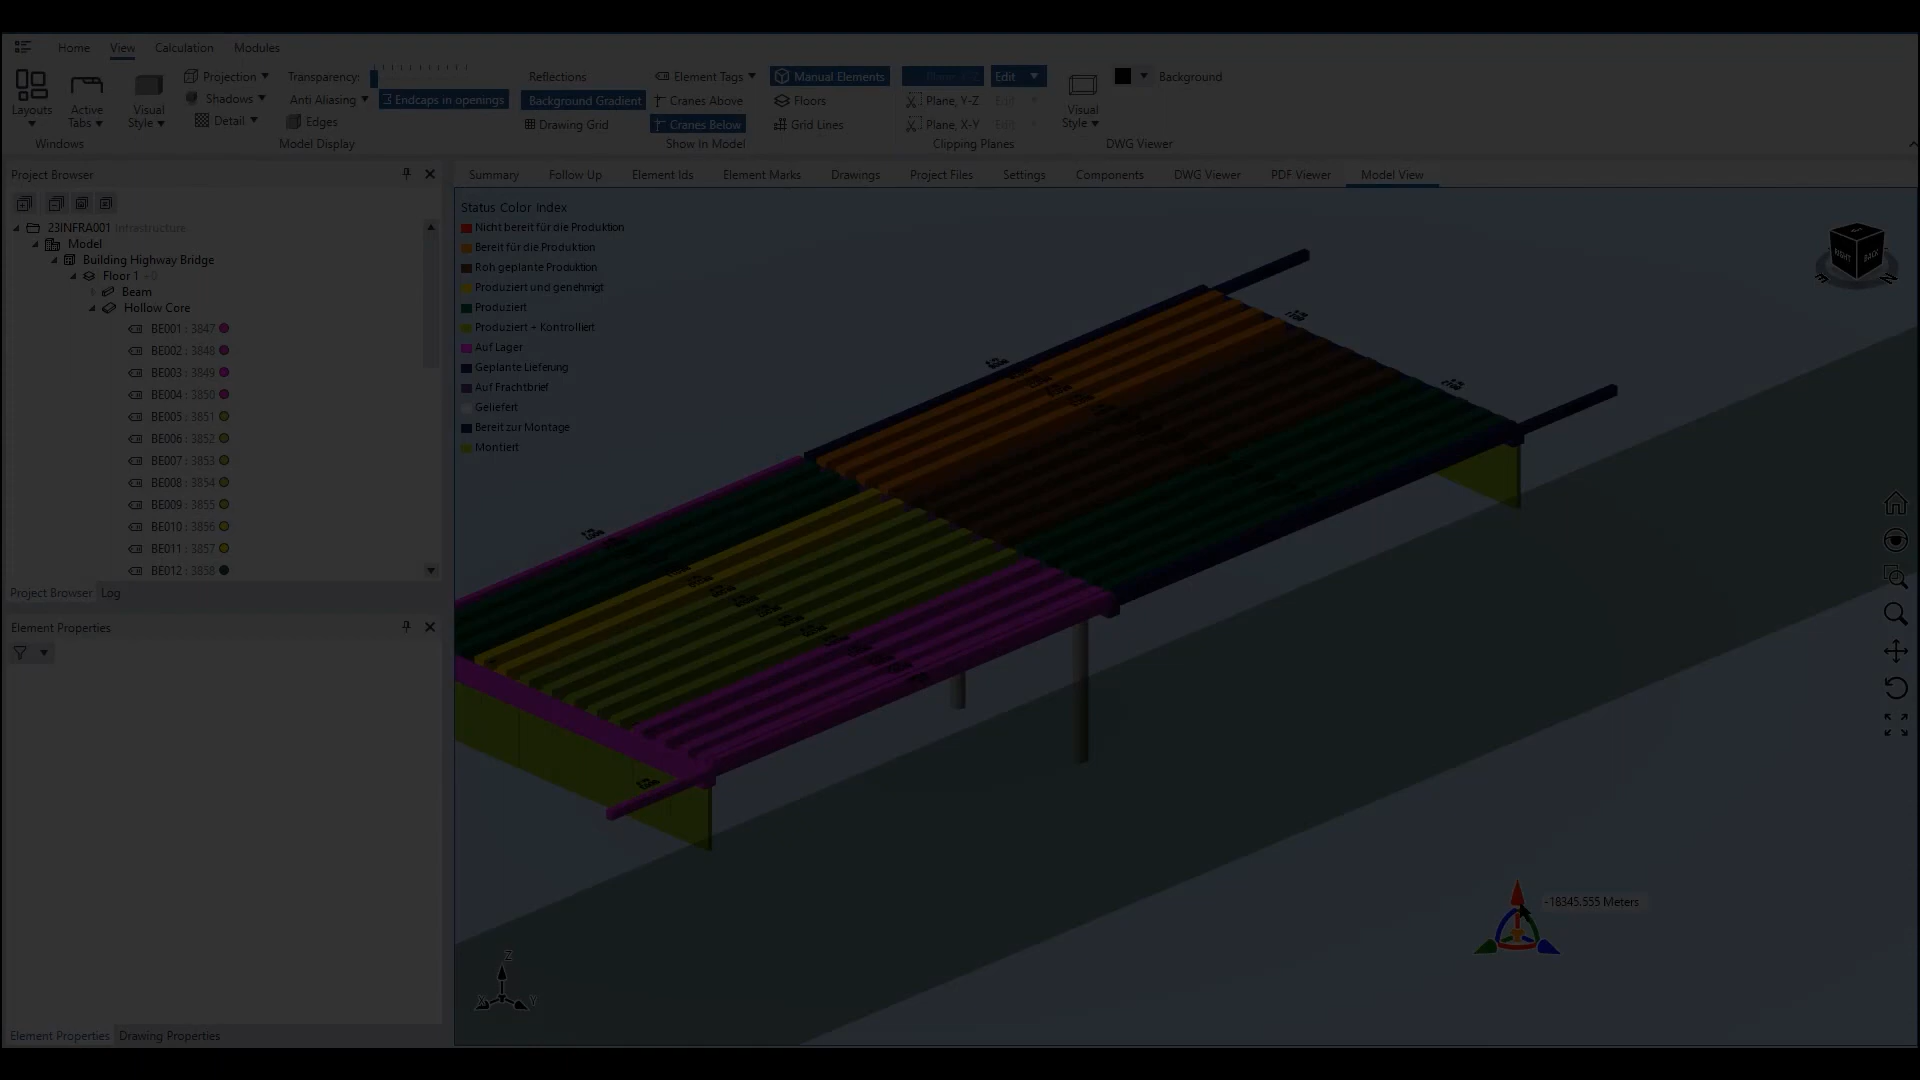 Home View Calculation Modules
Layouts
Active Tabs
Visual Style
Projection
Shadows
Detail
Windows
Transparency:
Anti Aliasing
Edges
Endcaps in openings
Model Display
Reflections
Background Gradient
Drawing Grid
Element Tags
Cranes Above
Cranes Below
Manual Elements
Floors
Grid Lines
Show In Model
Edit
Plane, Y-Z Edit
Plane, X-Y Edit
Clipping Planes
Visual Style
Background
DWG Viewer
Project Browser
Summary Follow Up Element Ids Element Marks Drawings Project Files Settings Components DWG Viewer PDF Viewer Model View
23INFRA001 Infrastructure
Model
Building Highway Bridge
Floor 1 +0
Beam
Hollow Core
BE001 : 3847
BE002 : 3848
BE003 : 3849
BE004 : 3850
BE005 : 3851
BE006 : 3852
BE007 : 3853
BE008 : 3854
BE009 : 3855
BE010 : 3856
BE011 : 3857
BE012 : 3858
Project Browser Log
Element Properties
Element Properties Drawing Properties
Status Color Index
Nicht bereit für die Produktion
Bereit für die Produktion
Roh geplante Produktion
Produziert und genehmigt
Produziert
Produziert + Kontrolliert
Auf Lager
Geplante Lieferung
Auf Frachtbrief
Geliefert
Bereit zur Montage
Montiert
RIGHT BACK
E N
-18345.555 Meters
Z
X Y